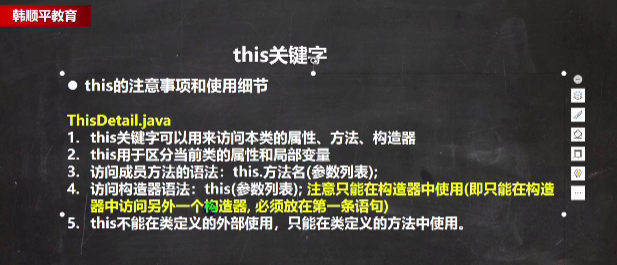 韩顺平教育
this关键字
● this的注意事项和使用细节
ThisDetail.java
1. this关键字可以用来访问本类的属性、方法、构造器
2. this用于区分当前类的属性和局部变量
3. 访问成员方法的语法：this.方法名(参数列表);
4. 访问构造器语法：this(参数列表); 注意只能在构造器中使用(即只能在构造
器中访问另外一个构造器, 必须放在第一条语句)
5. this不能在类定义的外部使用，只能在类定义的方法中使用。